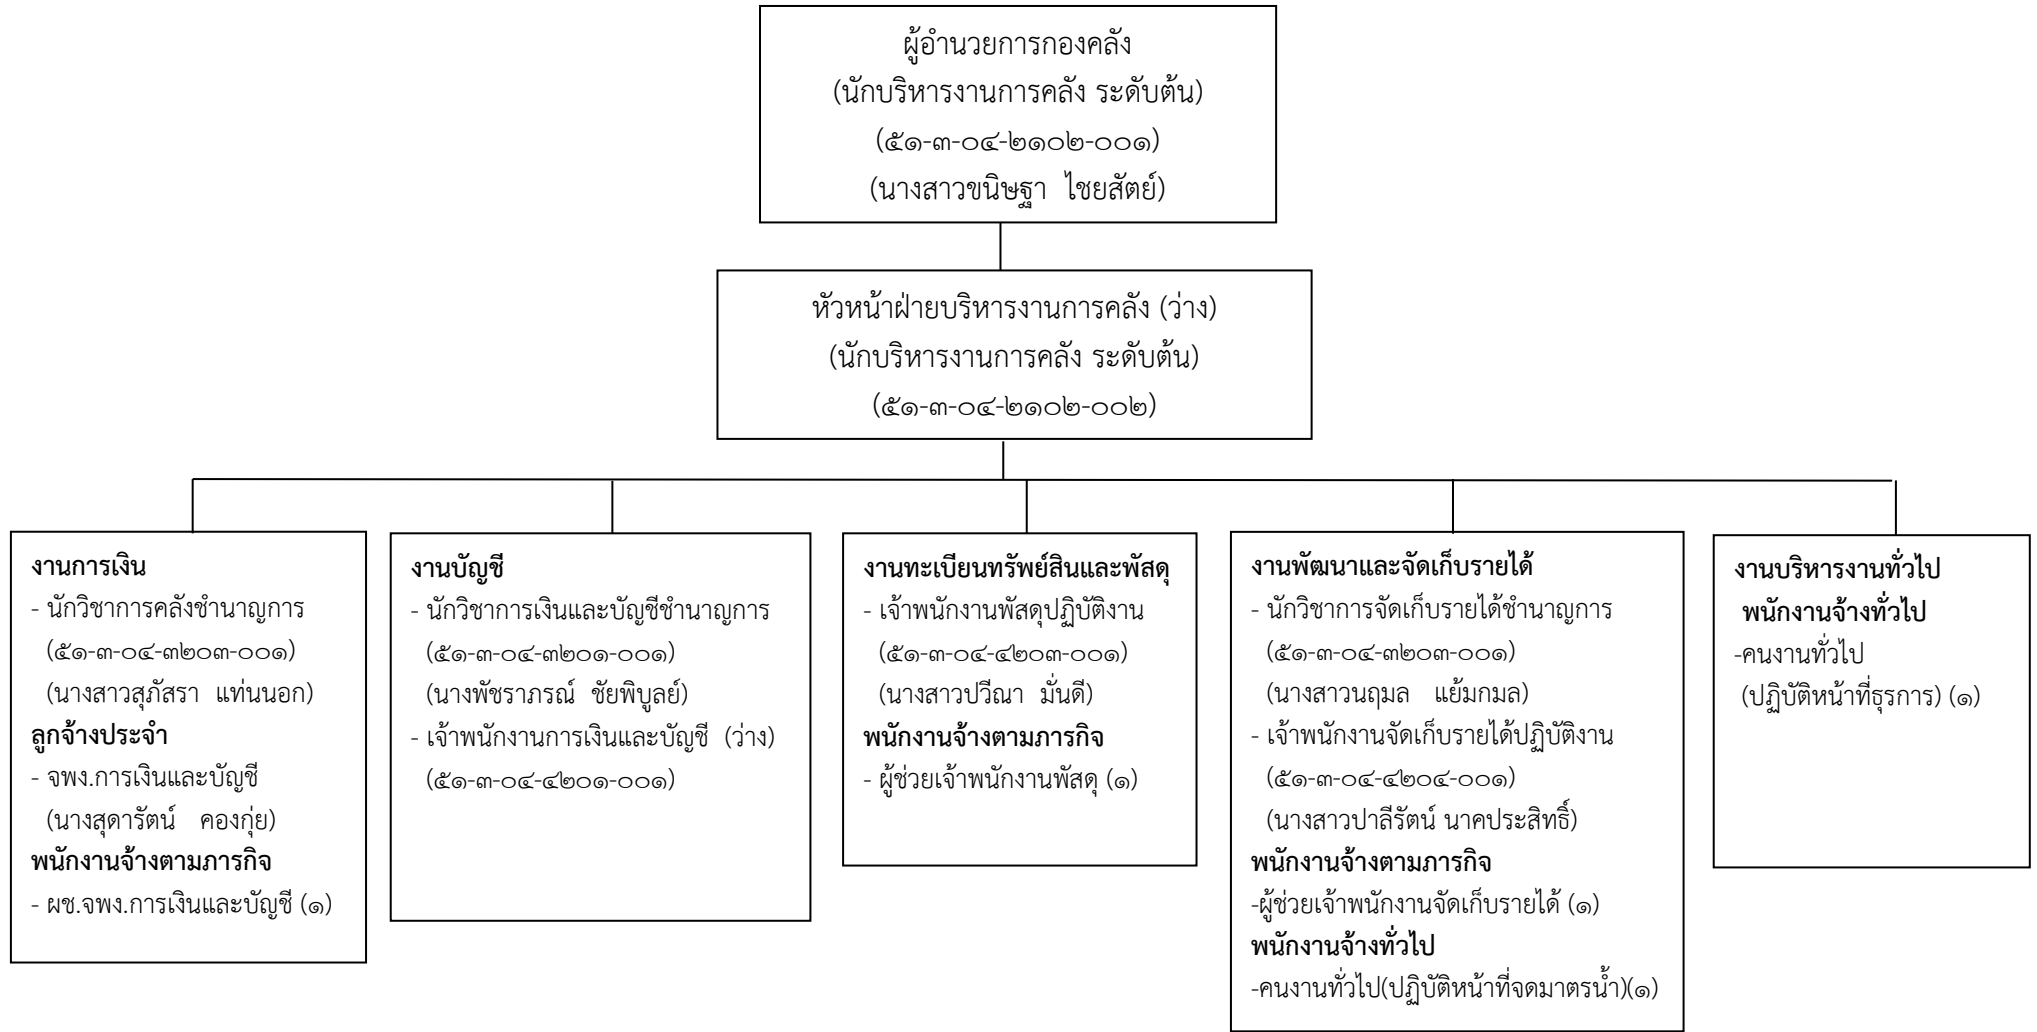 ผู้อำนวยการกองคลัง
(นักบริหารงานการคลัง ระดับต้น)
(๕๑-๓-๐๔-๒๑๐๒-๐๐๑)
(นางสาวขนิษฐา ไชยสัตย์)
หัวหน้าฝ่ายบริหารงานการคลัง (ว่าง)
(นักบริหารงานการคลัง ระดับต้น)
(๕๑-๓-๐๔-๒๑๐๒-๐๐๒)
งานการเงิน
- นักวิชาการคลังชำนาญการ
(๕๑-๓-๐๔-๓๒๐๓-๐๐๑)
(นางสาวสุภัสรา แท่นนอก)
ลูกจ้างประจำ
- จพง.การเงินและบัญชี
(นางสุดารัตน์ คองกุ่ย)
พนักงานจ้างตามภารกิจ
- ผช.จพง.การเงินและบัญชี (๑)
งานบัญชี
- นักวิชาการเงินและบัญชีชำนาญการ
(๕๑-๓-๐๔-๓๒๐๑-๐๐๑)
(นางพัชราภรณ์ ชัยพิบูลย์)
- เจ้าพนักงานการเงินและบัญชี (ว่าง)
(๕๑-๓-๐๔-๔๒๐๑-๐๐๑)
งานทะเบียนทรัพย์สินและพัสดุ
- เจ้าพนักงานพัสดุปฏิบัติงาน
(๕๑-๓-๐๔-๔๒๐๓-๐๐๑)
(นางสาวปวีณา มั่นดี)
พนักงานจ้างตามภารกิจ
- ผู้ช่วยเจ้าพนักงานพัสดุ (๑)
งานพัฒนาและจัดเก็บรายได้
- นักวิชาการจัดเก็บรายได้ชำนาญการ
(๕๑-๓-๐๔-๓๒๐๓-๐๐๑)
(นางสาวนฤมล แย้มกมล)
- เจ้าพนักงานจัดเก็บรายได้ปฏิบัติงาน
(๕๑-๓-๐๔-๔๒๐๔-๐๐๑)
(นางสาวปาลีรัตน์ นาคประสิทธิ์)
พนักงานจ้างตามภารกิจ
-ผู้ช่วยเจ้าพนักงานจัดเก็บรายได้ (๑)
พนักงานจ้างทั่วไป
-คนงานทั่วไป(ปฏิบัติหน้าที่จดมาตรน้ำ)(๑)
งานบริหารงานทั่วไป
พนักงานจ้างทั่วไป
-คนงานทั่วไป
(ปฏิบัติหน้าที่ธุรการ) (๑)